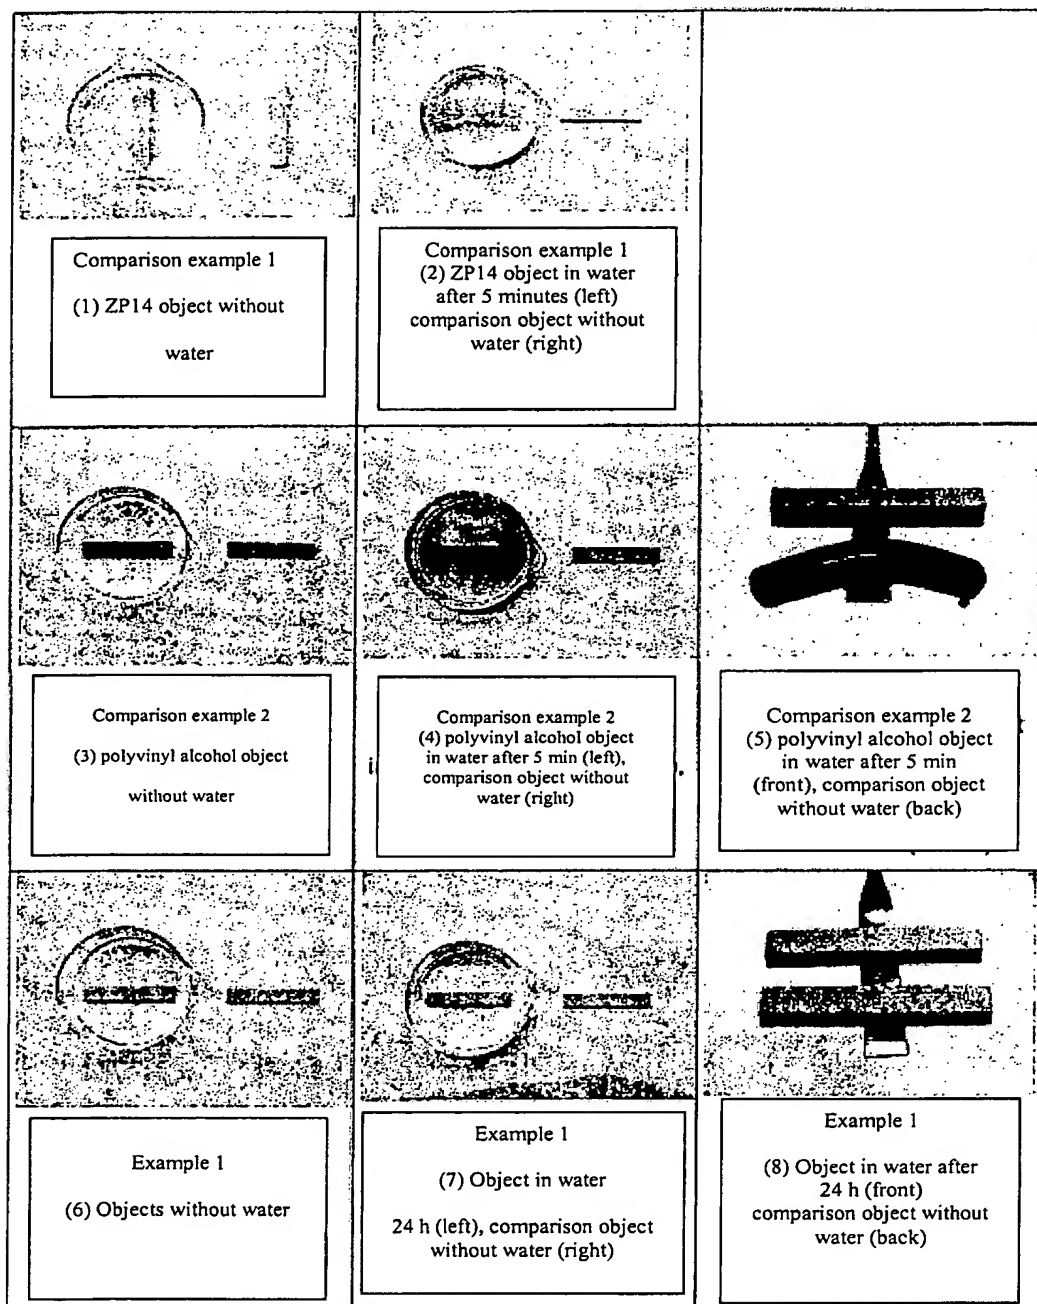 Comparison example 1
(1) ZP14 object without
water
Comparison example 1
(2) ZP14 object in water
after 5 minutes (left)
comparison object without
water (right)
Comparison example 2
(3) polyvinyl alcohol object
without water
Comparison example 2
(4) polyvinyl alcohol object
in water after 5 min (left),
comparison object without
water (right)
Comparison example 2
(5) polyvinyl alcohol object
in water after 5 min
(front), comparison object
without water (back)
Example 1
(6) Objects without water
Example 1
(7) Object in water
24 h (left), comparison object
without water (right)
Example 1
(8) Object in water after
24 h (front)
comparison object without
water (back)